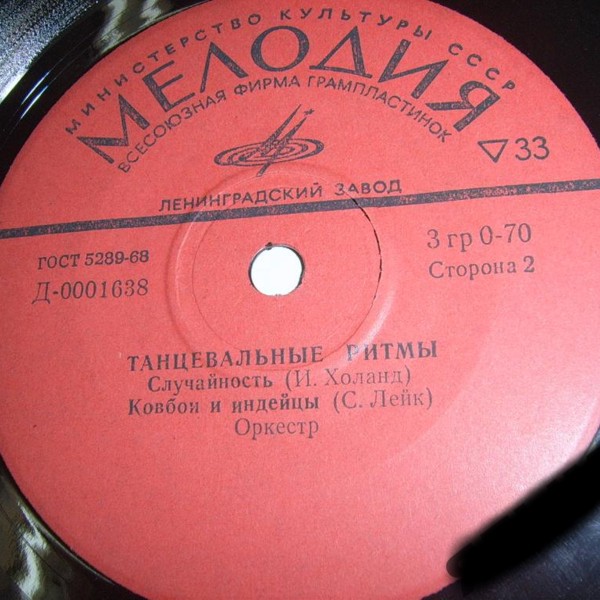 МИНИСТЕРСТВО КУЛЬТУРЫ СССР
МЕЛОДИЯ
ВСЕСОЮЗНАЯ ФИРМА ГРАМПЛАСТИНОК
33
ЛЕНИНГРАДСКИЙ ЗАВОД
ГОСТ 5289-68
3 гр 0-70
Д-0001638
Сторона 2
ТАНЦЕВАЛЬНЫЕ РИТМЫ
Случайность (И. Холанд)
Ковбои и индейцы (С. Лейк)
Оркестр